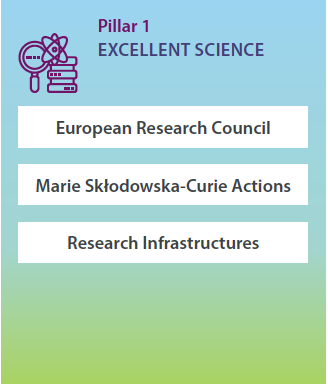 Pillar 1
EXCELLENT SCIENCE
European Research Council
Marie Skłodowska-Curie Actions
Research Infrastructures